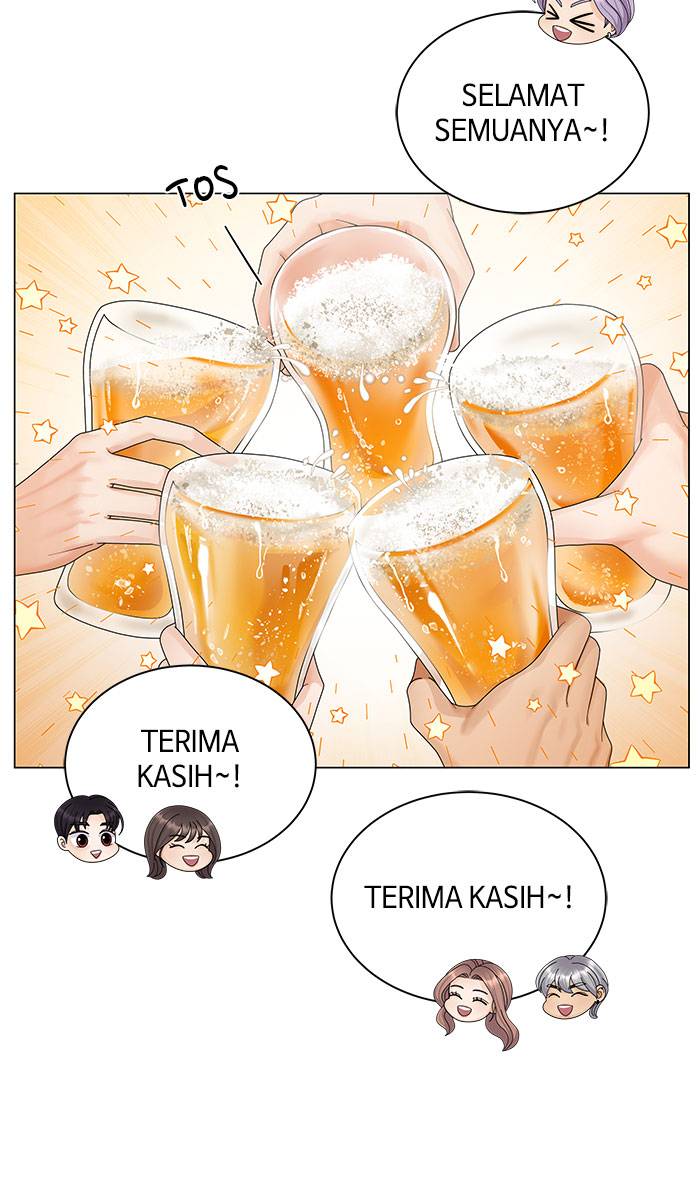 SELAMAT
SEMUANYA~!
TOS
TERIMA
KASIH~!
TERIMA KASIH~!